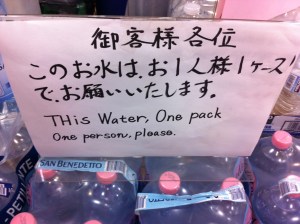 御客様各位
このお水は、お1人様1ケース
で、お願いいたします。
THis Water, One pack
One person, please.
SAN BENEDETTO